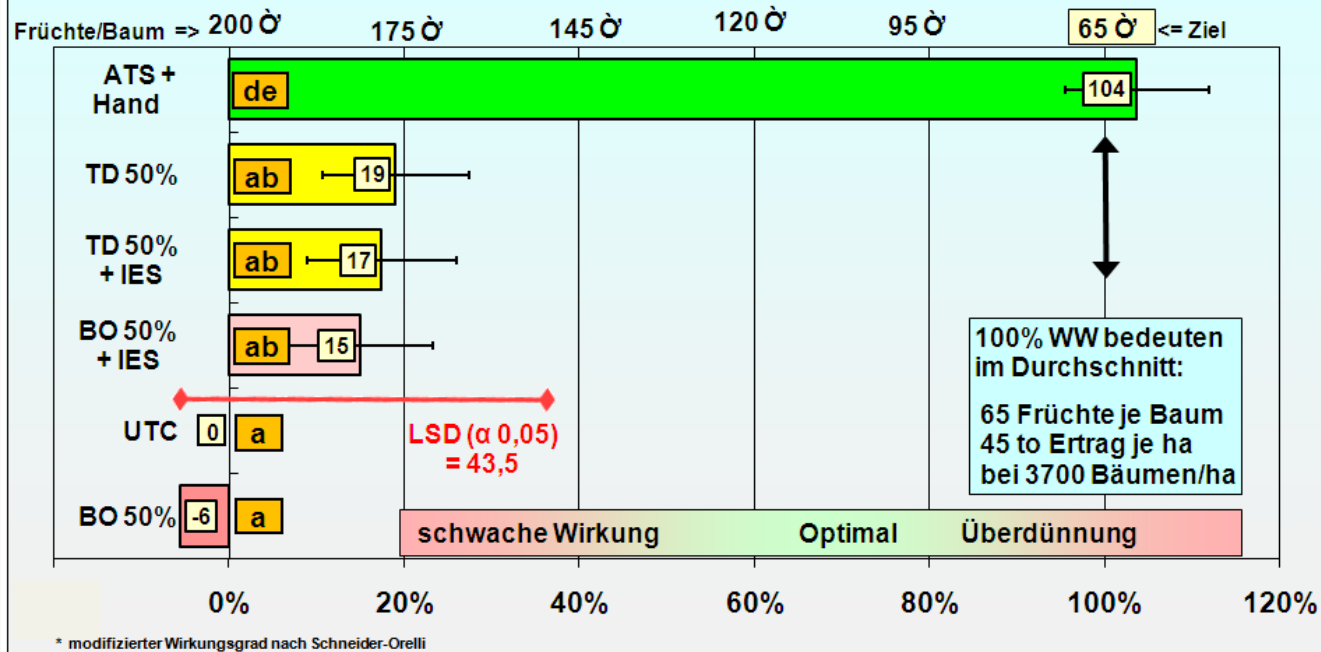 Früchte/Baum => 200 Ò' 175 Ò' 145 Ò' 120 Ò' 95 Ò' 65 Ò' <= Ziel
ATS +
Hand
de
104
TD 50%
ab
19
TD 50%
+ IES
ab
17
BO 50%
+ IES
ab
15
UTC
0
a
LSD (α 0,05)
= 43,5
BO 50%
-6
a
100% WW bedeuten
im Durchschnitt:
65 Früchte je Baum
45 to Ertrag je ha
bei 3700 Bäumen/ha
schwache Wirkung Optimal Überdünnung
0% 20% 40% 60% 80% 100% 120%
* modifizierter Wirkungsgrad nach Schneider-Orelli